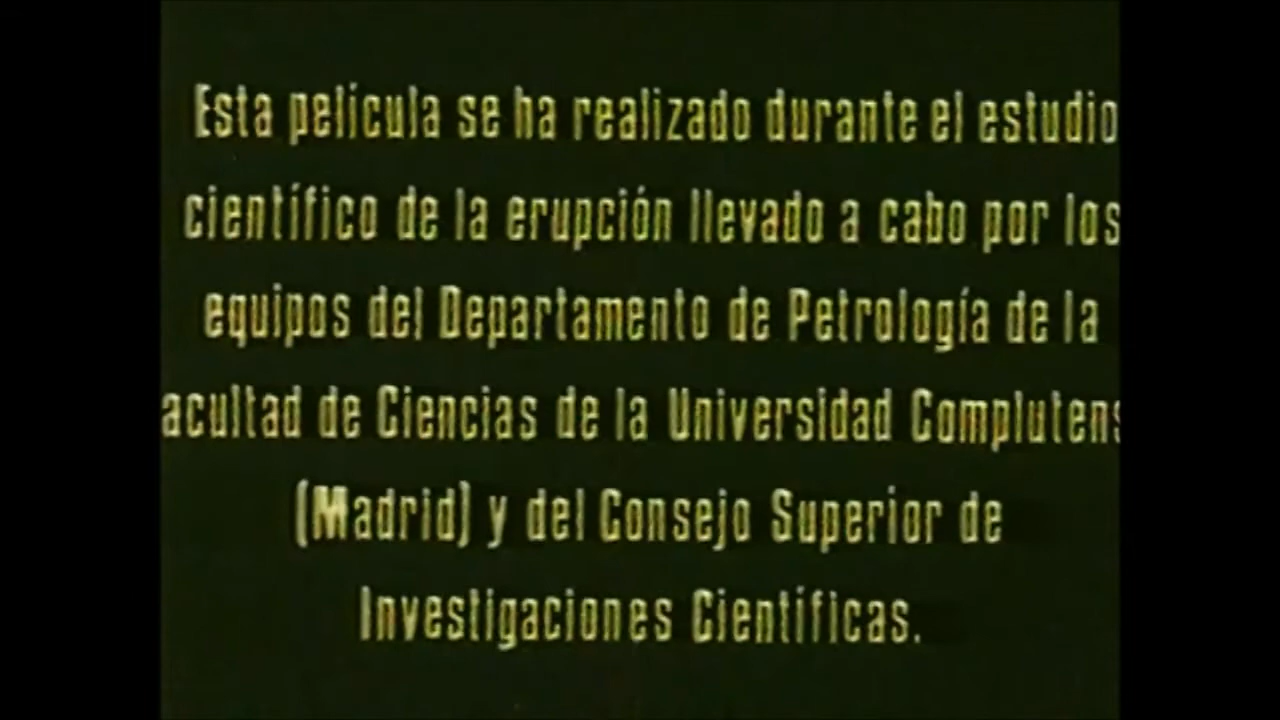 Esta película se ha realizado durante el estudio
científico de la erupción llevado a cabo por los
equipos del Departamento de Petrología de la
acultad de Ciencias de la Universidad Complutens
(Madrid) y del Consejo Superior de
Investigaciones Científicas.